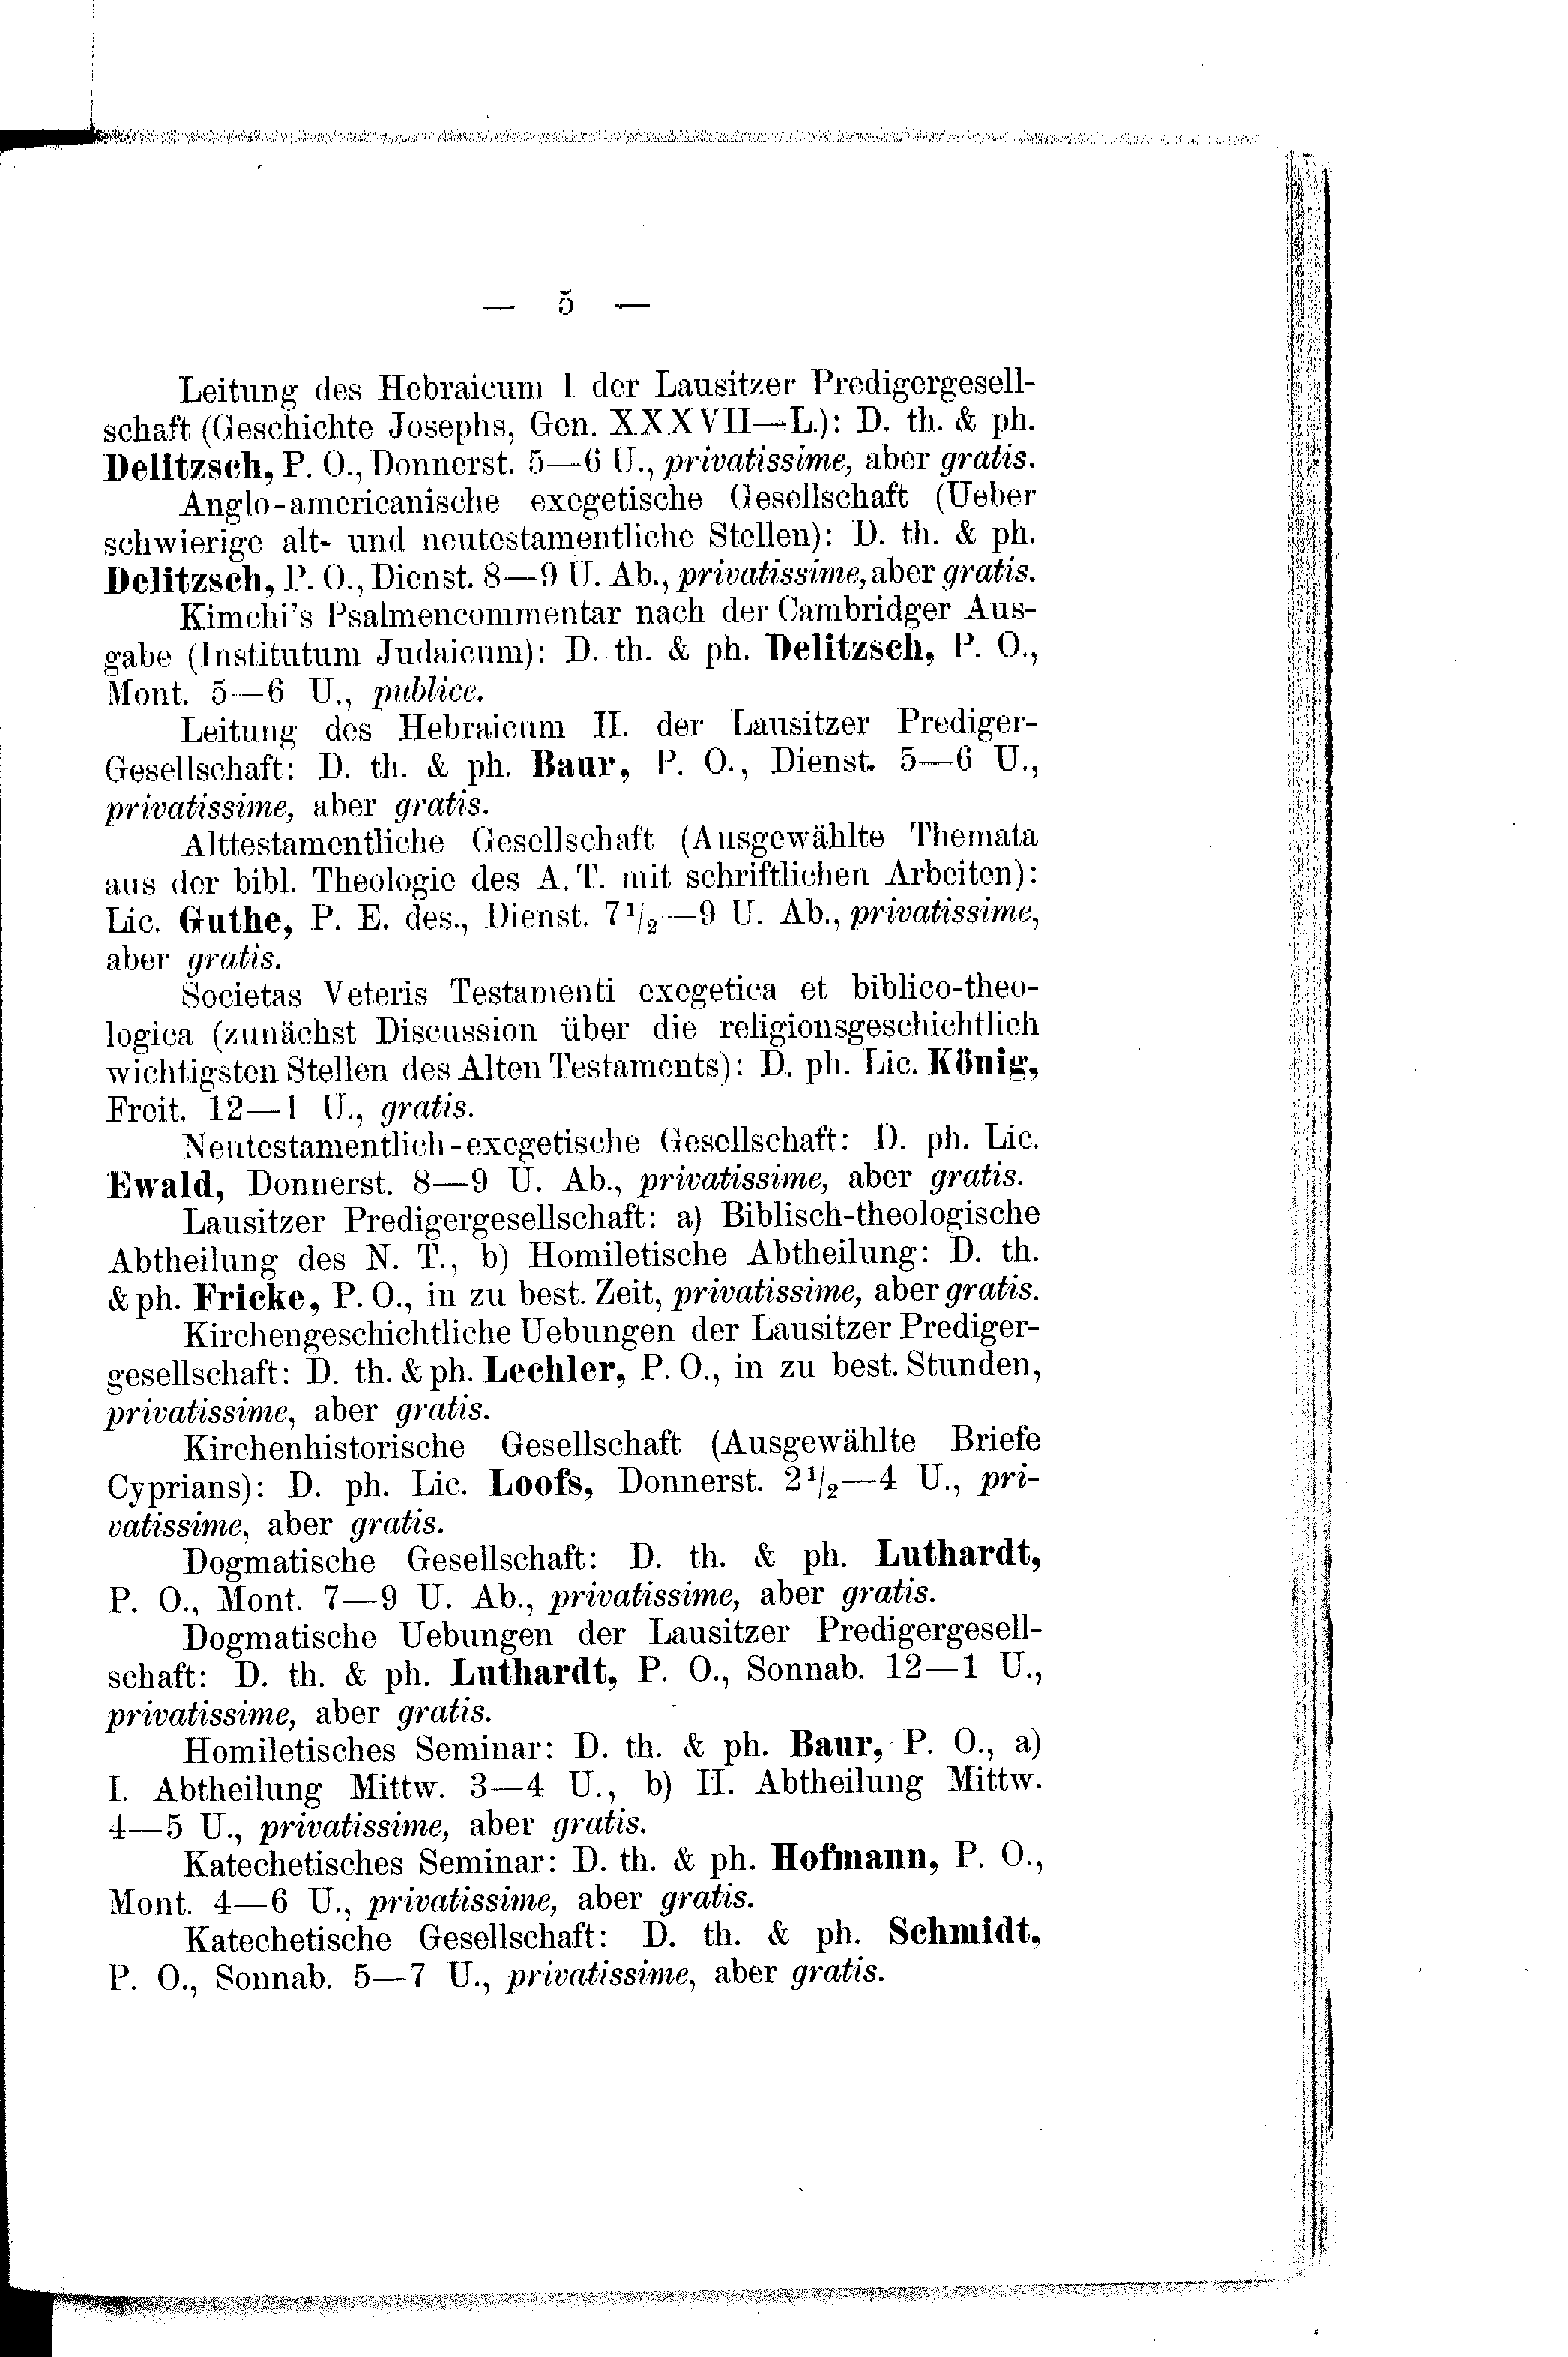 — 5 —
Leitung des Hebraicum I der Lausitzer Predigergesell-
schaft (Geschichte Josephs, Gen. XXXVII—L.): D. th. & ph.
Delitzsch, P. O., Donnerst. 5—6 U., privatissime, aber gratis.
Anglo-americanische exegetische Gesellschaft (Ueber
schwierige alt- und neutestamentliche Stellen): D. th. & ph.
Delitzsch, P. O., Dienst. 8—9 U. Ab., privatissime, aber gratis.
Kimchi's Psalmencommentar nach der Cambridger Aus-
gabe (Institutum Judaicum): D. th. & ph. Delitzsch, P. O.,
Mont. 5—6 U., publice.
Leitung des Hebraicum II. der Lausitzer Prediger-
Gesellschaft: D. th. & ph. Baur, P. O., Dienst. 5—6 U.,
privatissime, aber gratis.
Alttestamentliche Gesellschaft (Ausgewählte Themata
aus der bibl. Theologie des A. T. mit schriftlichen Arbeiten):
Lic. Guthe, P. E. des., Dienst. 7 1/2—9 U. Ab., privatissime,
aber gratis.
Societas Veteris Testamenti exegetica et biblico-theo-
logica (zunächst Discussion über die religionsgeschichtlich
wichtigsten Stellen des Alten Testaments): D. ph. Lic. König,
Freit. 12—1 U., gratis.
Neutestamentlich-exegetische Gesellschaft: D. ph. Lic.
Ewald, Donnerst. 8—9 U. Ab., privatissime, aber gratis.
Lausitzer Predigergesellschaft: a) Biblisch-theologische
Abtheilung des N. T., b) Homiletische Abtheilung: D. th.
& ph. Fricke, P. O., in zu best. Zeit, privatissime, aber gratis.
Kirchengeschichtliche Uebungen der Lausitzer Prediger-
gesellschaft: D. th. & ph. Lechler, P. O., in zu best. Stunden,
privatissime, aber gratis.
Kirchenhistorische Gesellschaft (Ausgewählte Briefe
Cyprians): D. ph. Lic. Loofs, Donnerst. 2 1/2—4 U., pri-
vatissime, aber gratis.
Dogmatische Gesellschaft: D. th. & ph. Luthardt,
P. O., Mont. 7—9 U. Ab., privatissime, aber gratis.
Dogmatische Uebungen der Lausitzer Predigergesell-
schaft: D. th. & ph. Luthardt, P. O., Sonnab. 12—1 U.,
privatissime, aber gratis.
Homiletisches Seminar: D. th. & ph. Baur, P. O., a)
I. Abtheilung Mittw. 3—4 U., b) II. Abtheilung Mittw.
4—5 U., privatissime, aber gratis.
Katechetisches Seminar: D. th. & ph. Hofmann, P. O.,
Mont. 4—6 U., privatissime, aber gratis.
Katechetische Gesellschaft: D. th. & ph. Schmidt,
P. O., Sonnab. 5—7 U., privatissime, aber gratis.